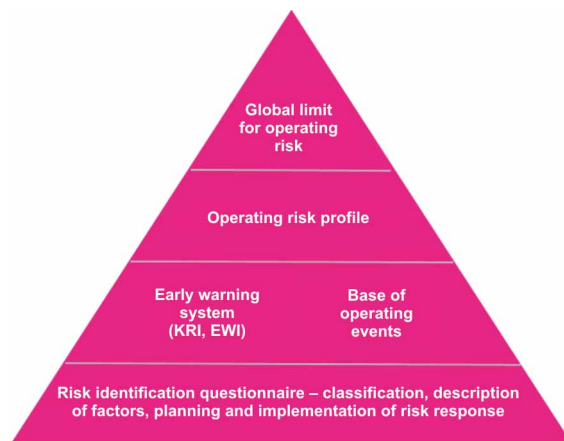 Global limit
for operating
risk
Operating risk profile
Early warning
system
(KRI, EWI)
Base of
operating
events
Risk identification questionnaire – classification, description
of factors, planning and implementation of risk response